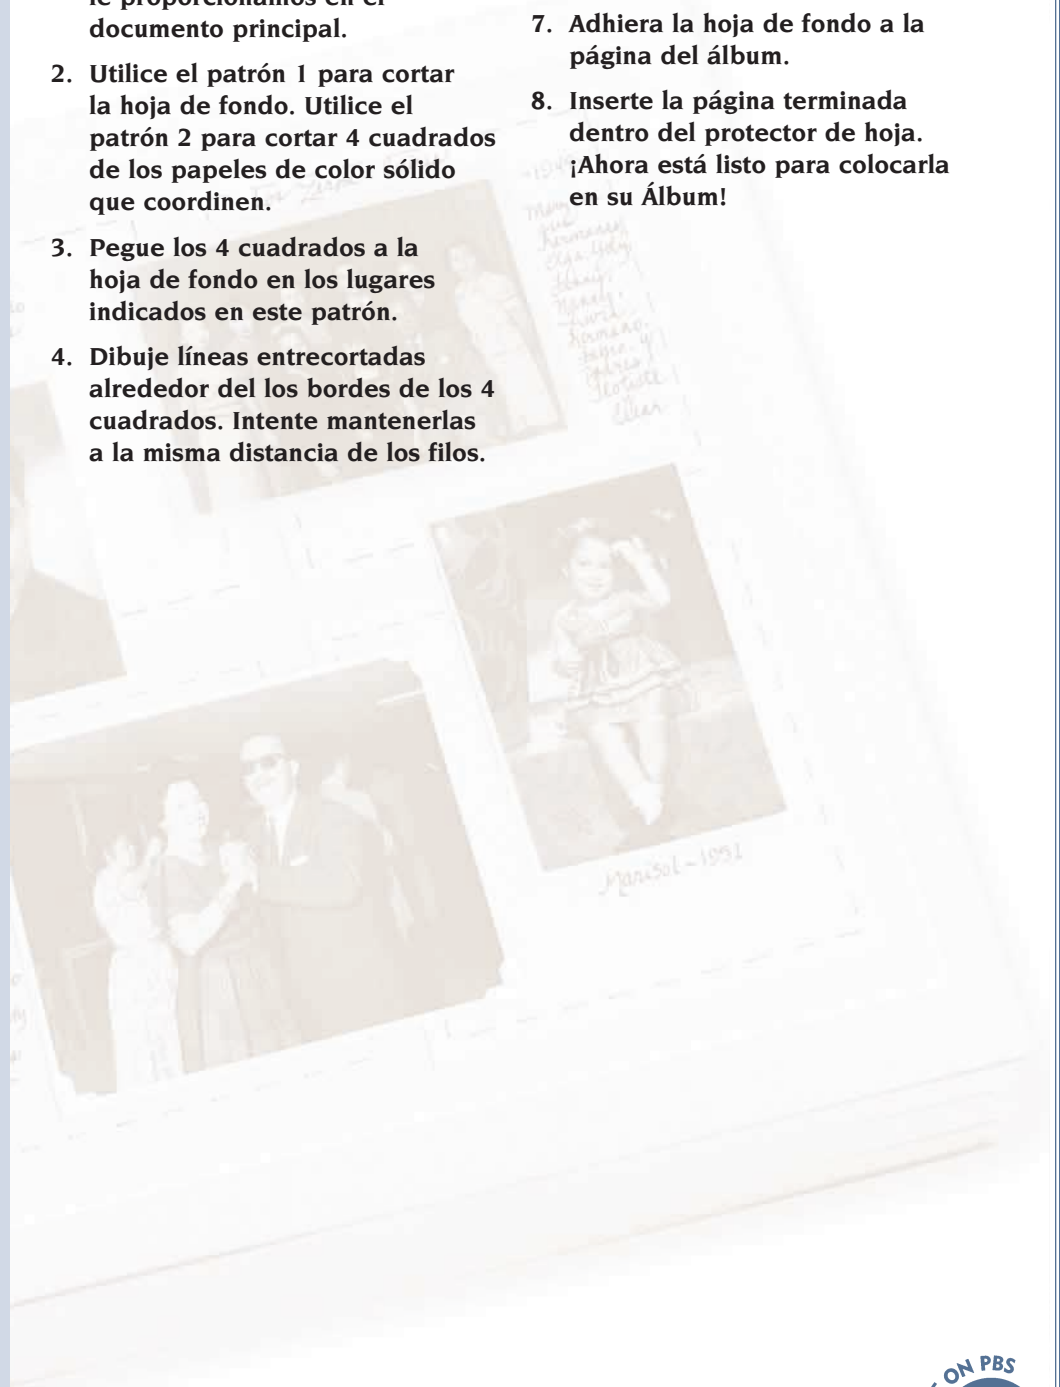 le proporcionamos en el
documento principal.
2. Utilice el patrón 1 para cortar
la hoja de fondo. Utilice el
patrón 2 para cortar 4 cuadrados
de los papeles de color sólido
que coordinen.
3. Pegue los 4 cuadrados a la
hoja de fondo en los lugares
indicados en este patrón.
4. Dibuje líneas entrecortadas
alrededor del los bordes de los 4
cuadrados. Intente mantenerlas
a la misma distancia de los filos.
7. Adhiera la hoja de fondo a la
página del álbum.
8. Inserte la página terminada
dentro del protector de hoja.
¡Ahora está listo para colocarla
en su Álbum!
Marisol-1951
ON PBS